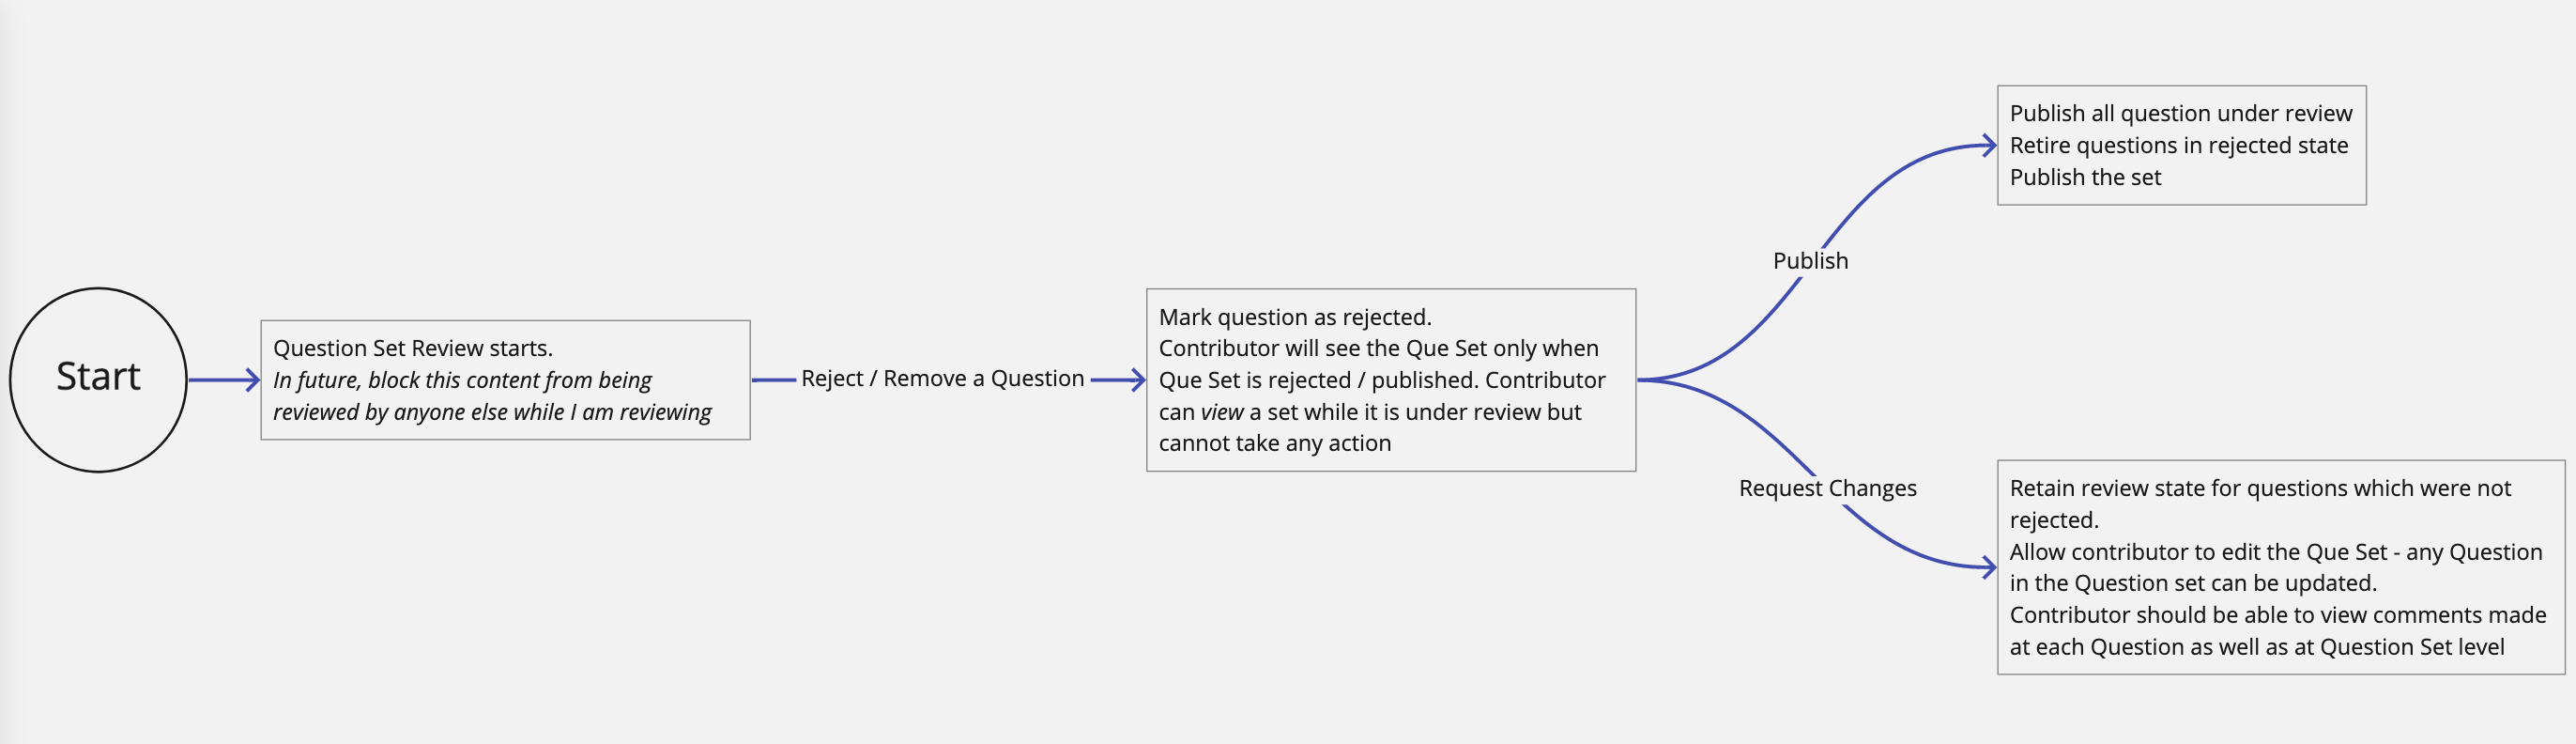 Start
Question Set Review starts.
In future, block this content from being
reviewed by anyone else while I am reviewing
Reject / Remove a Question
Mark question as rejected.
Contributor will see the Que Set only when
Que Set is rejected / published. Contributor
can view a set while it is under review but
cannot take any action
Publish
Publish all question under review
Retire questions in rejected state
Publish the set
Request Changes
Retain review state for questions which were not
rejected.
Allow contributor to edit the Que Set - any Question
in the Question set can be updated.
Contributor should be able to view comments made
at each Question as well as at Question Set level